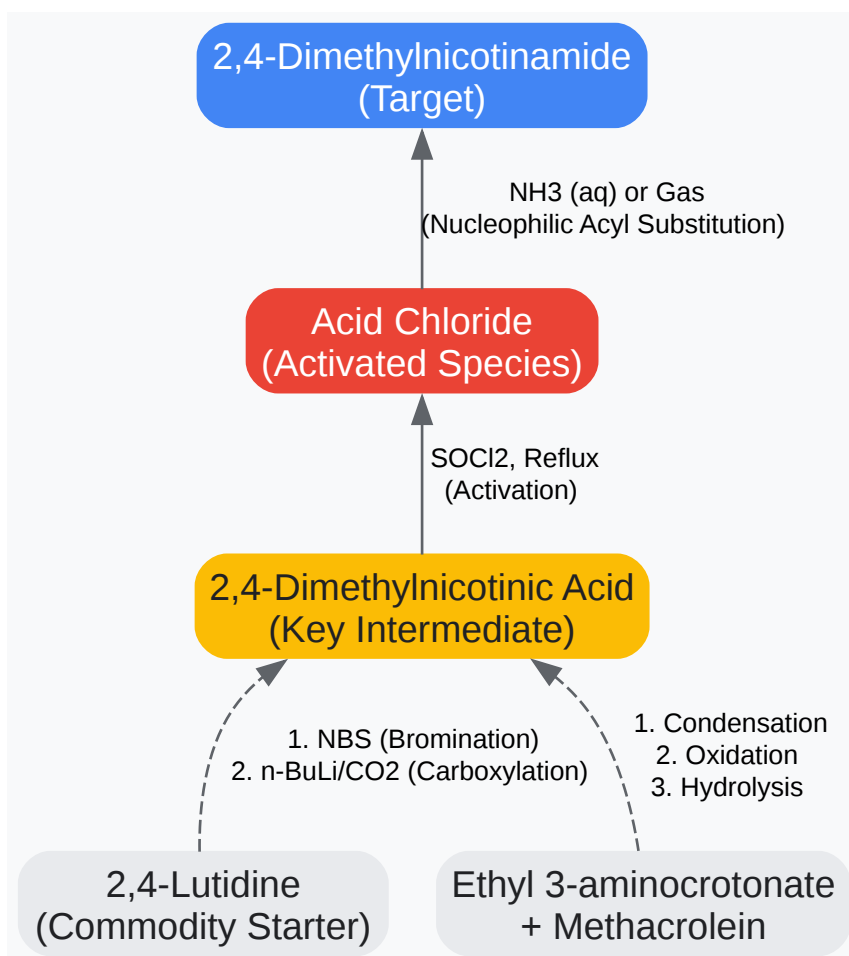 2,4-Dimethylnicotinamide
(Target)
NH3 (aq) or Gas
(Nucleophilic Acyl Substitution)
Acid Chloride
(Activated Species)
SOCl2, Reflux
(Activation)
2,4-Dimethylnicotinic Acid
(Key Intermediate)
1. NBS (Bromination)
2. n-BuLi/CO2 (Carboxylation)
1. Condensation
2. Oxidation
3. Hydrolysis
2,4-Lutidine
(Commodity Starter)
Ethyl 3-aminocrotonate
+ Methacrolein